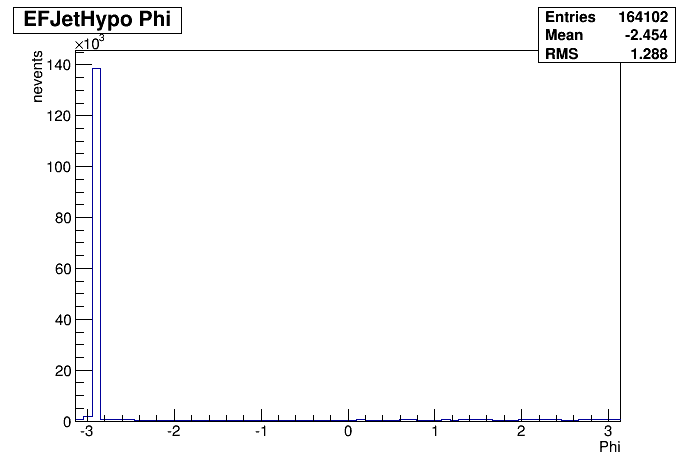 EFJetHypo Phi
Entries 164102
Mean -2.454
RMS 1.288
×10³
nevents
140
120
100
80
60
40
20
0
-3 -2 -1 0 1 2 3
Phi